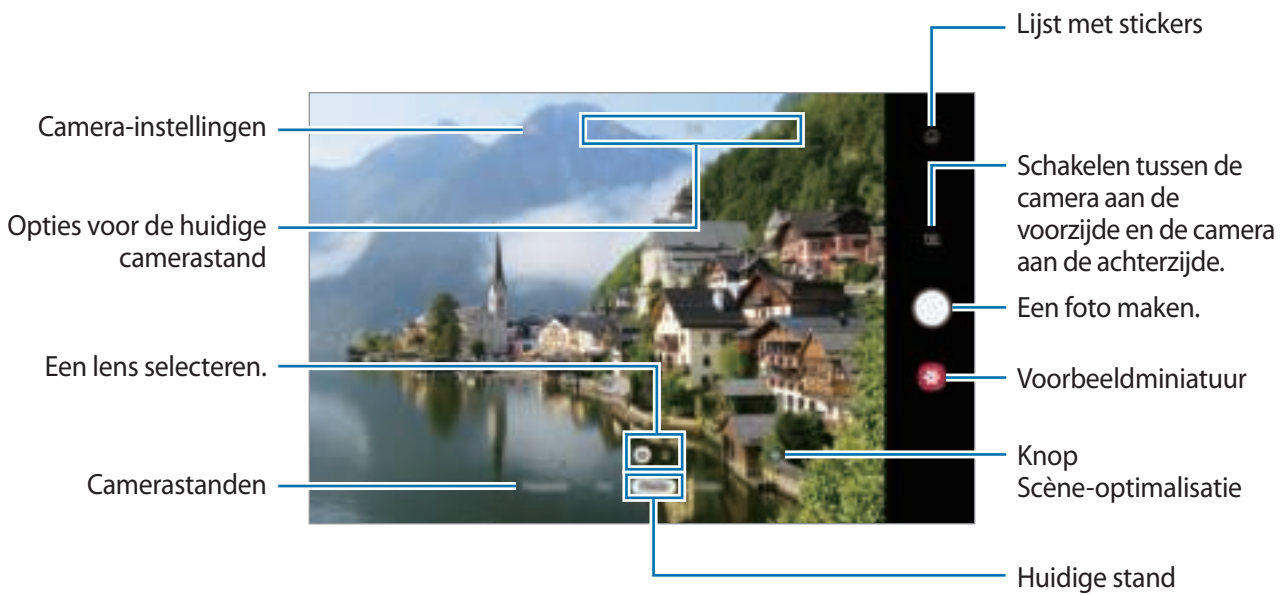 Lijst met stickers
Camera-instellingen
Schakelen tussen de
camera aan de
voorzijde en de camera
aan de achterzijde.
Opties voor de huidige
camerastand
Een foto maken.
Een lens selecteren.
Voorbeeldminiatuur
Knop
Scène-optimalisatie
Camerastanden
Huidige stand